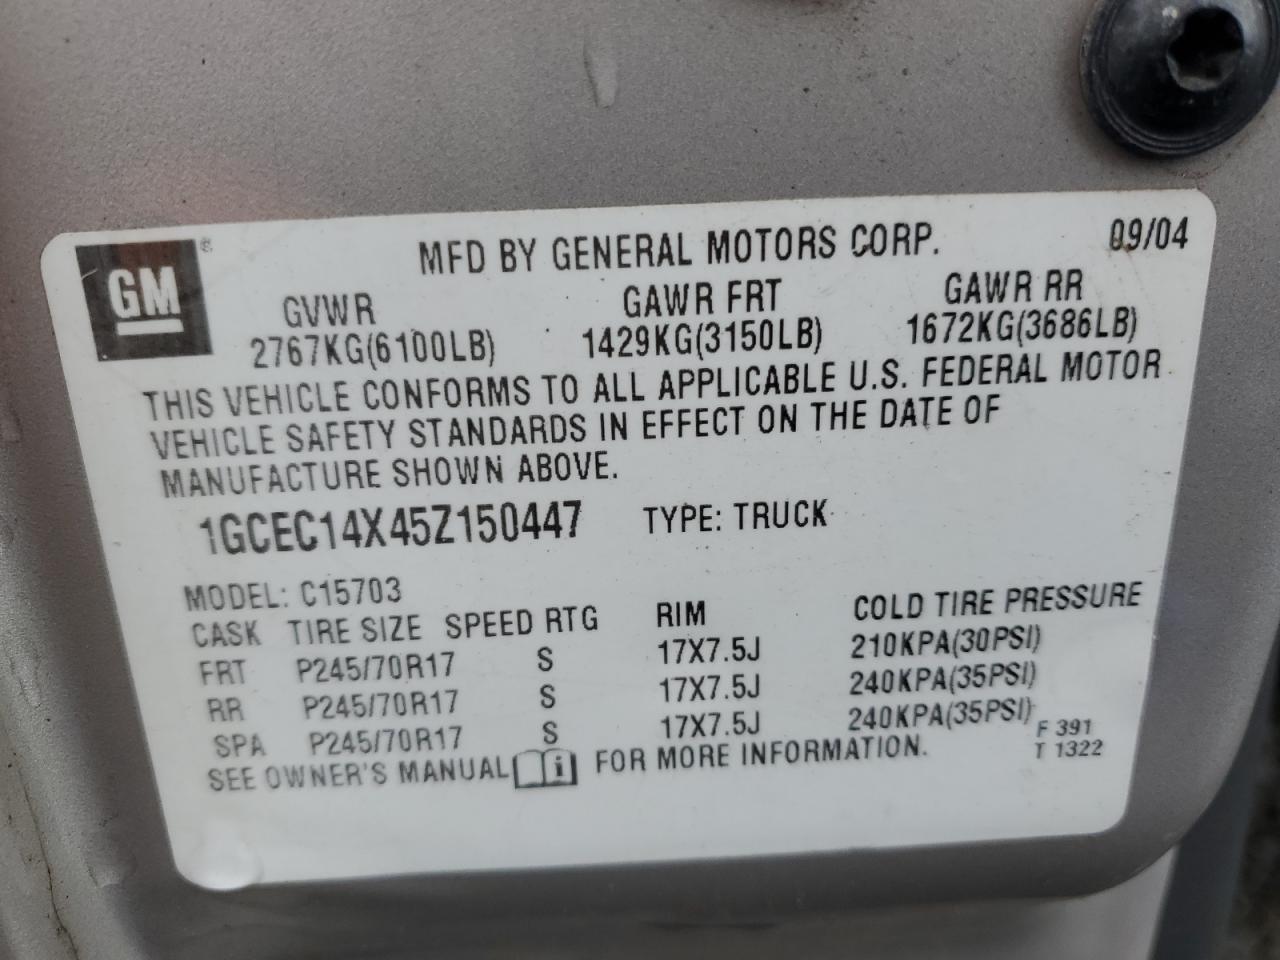 GM ®
MFD BY GENERAL MOTORS CORP. 09/04
GVWR GAWR FRT GAWR RR
2767KG(6100LB) 1429KG(3150LB) 1672KG(3686LB)
THIS VEHICLE CONFORMS TO ALL APPLICABLE U.S. FEDERAL MOTOR
VEHICLE SAFETY STANDARDS IN EFFECT ON THE DATE OF
MANUFACTURE SHOWN ABOVE.
1GCEC14X45Z150447 TYPE: TRUCK
MODEL: C15703
CASK TIRE SIZE SPEED RTG RIM COLD TIRE PRESSURE
FRT P245/70R17 S 17X7.5J 210KPA(30PSI)
RR P245/70R17 S 17X7.5J 240KPA(35PSI)
SPA P245/70R17 S 17X7.5J 240KPA(35PSI)
SEE OWNER'S MANUAL i FOR MORE INFORMATION.
F 391
T 1322